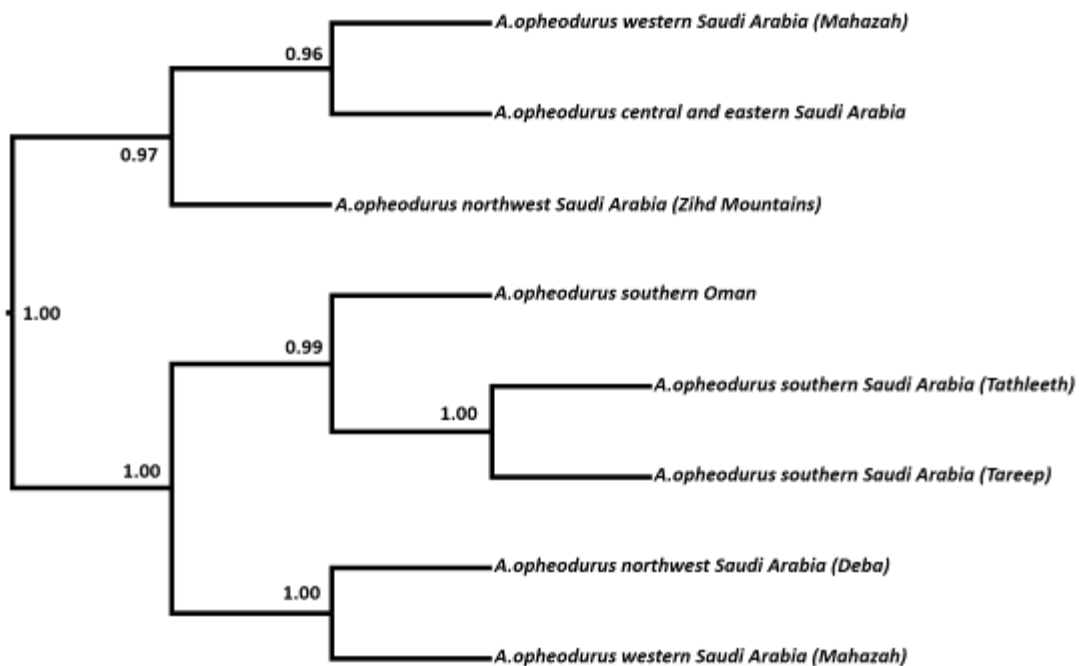 A.opheodurus western Saudi Arabia (Mahazah)
0.96
A.opheodurus central and eastern Saudi Arabia
0.97
A.opheodurus northwest Saudi Arabia (Zihd Mountains)
A.opheodurus southern Oman
1.00
0.99
A.opheodurus southern Saudi Arabia (Tathleeth)
1.00
1.00
A.opheodurus southern Saudi Arabia (Tareep)
A.opheodurus northwest Saudi Arabia (Deba)
1.00
A.opheodurus western Saudi Arabia (Mahazah)